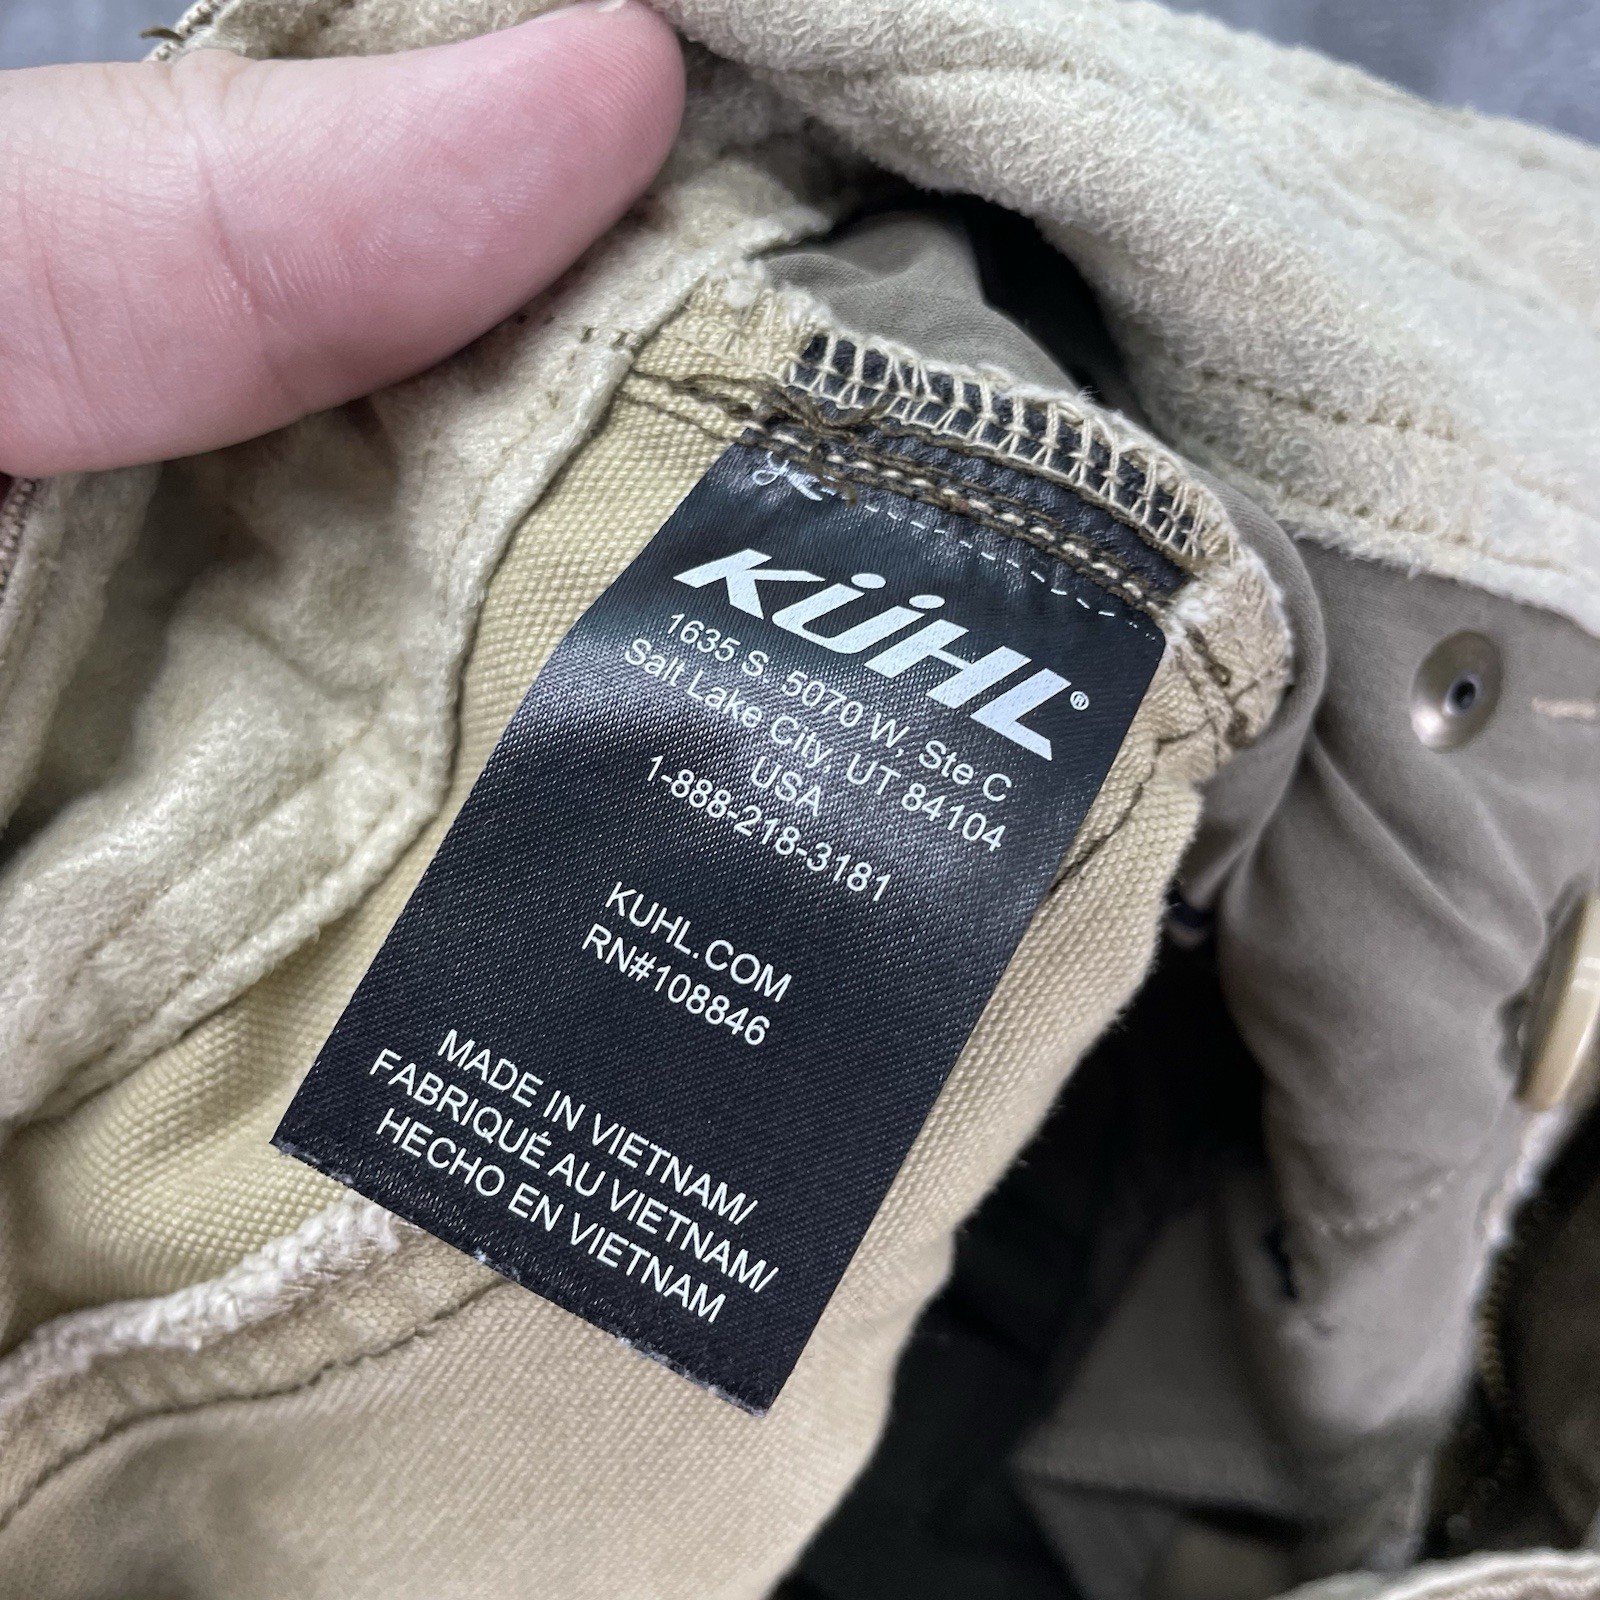 KÜHL®
1635 S. 5070 W, Ste C
Salt Lake City, UT 84104
USA
1-888-218-3181
KUHL.COM
RN#108846
MADE IN VIETNAM/
FABRIQUÉ AU VIETNAM/
HECHO EN VIETNAM